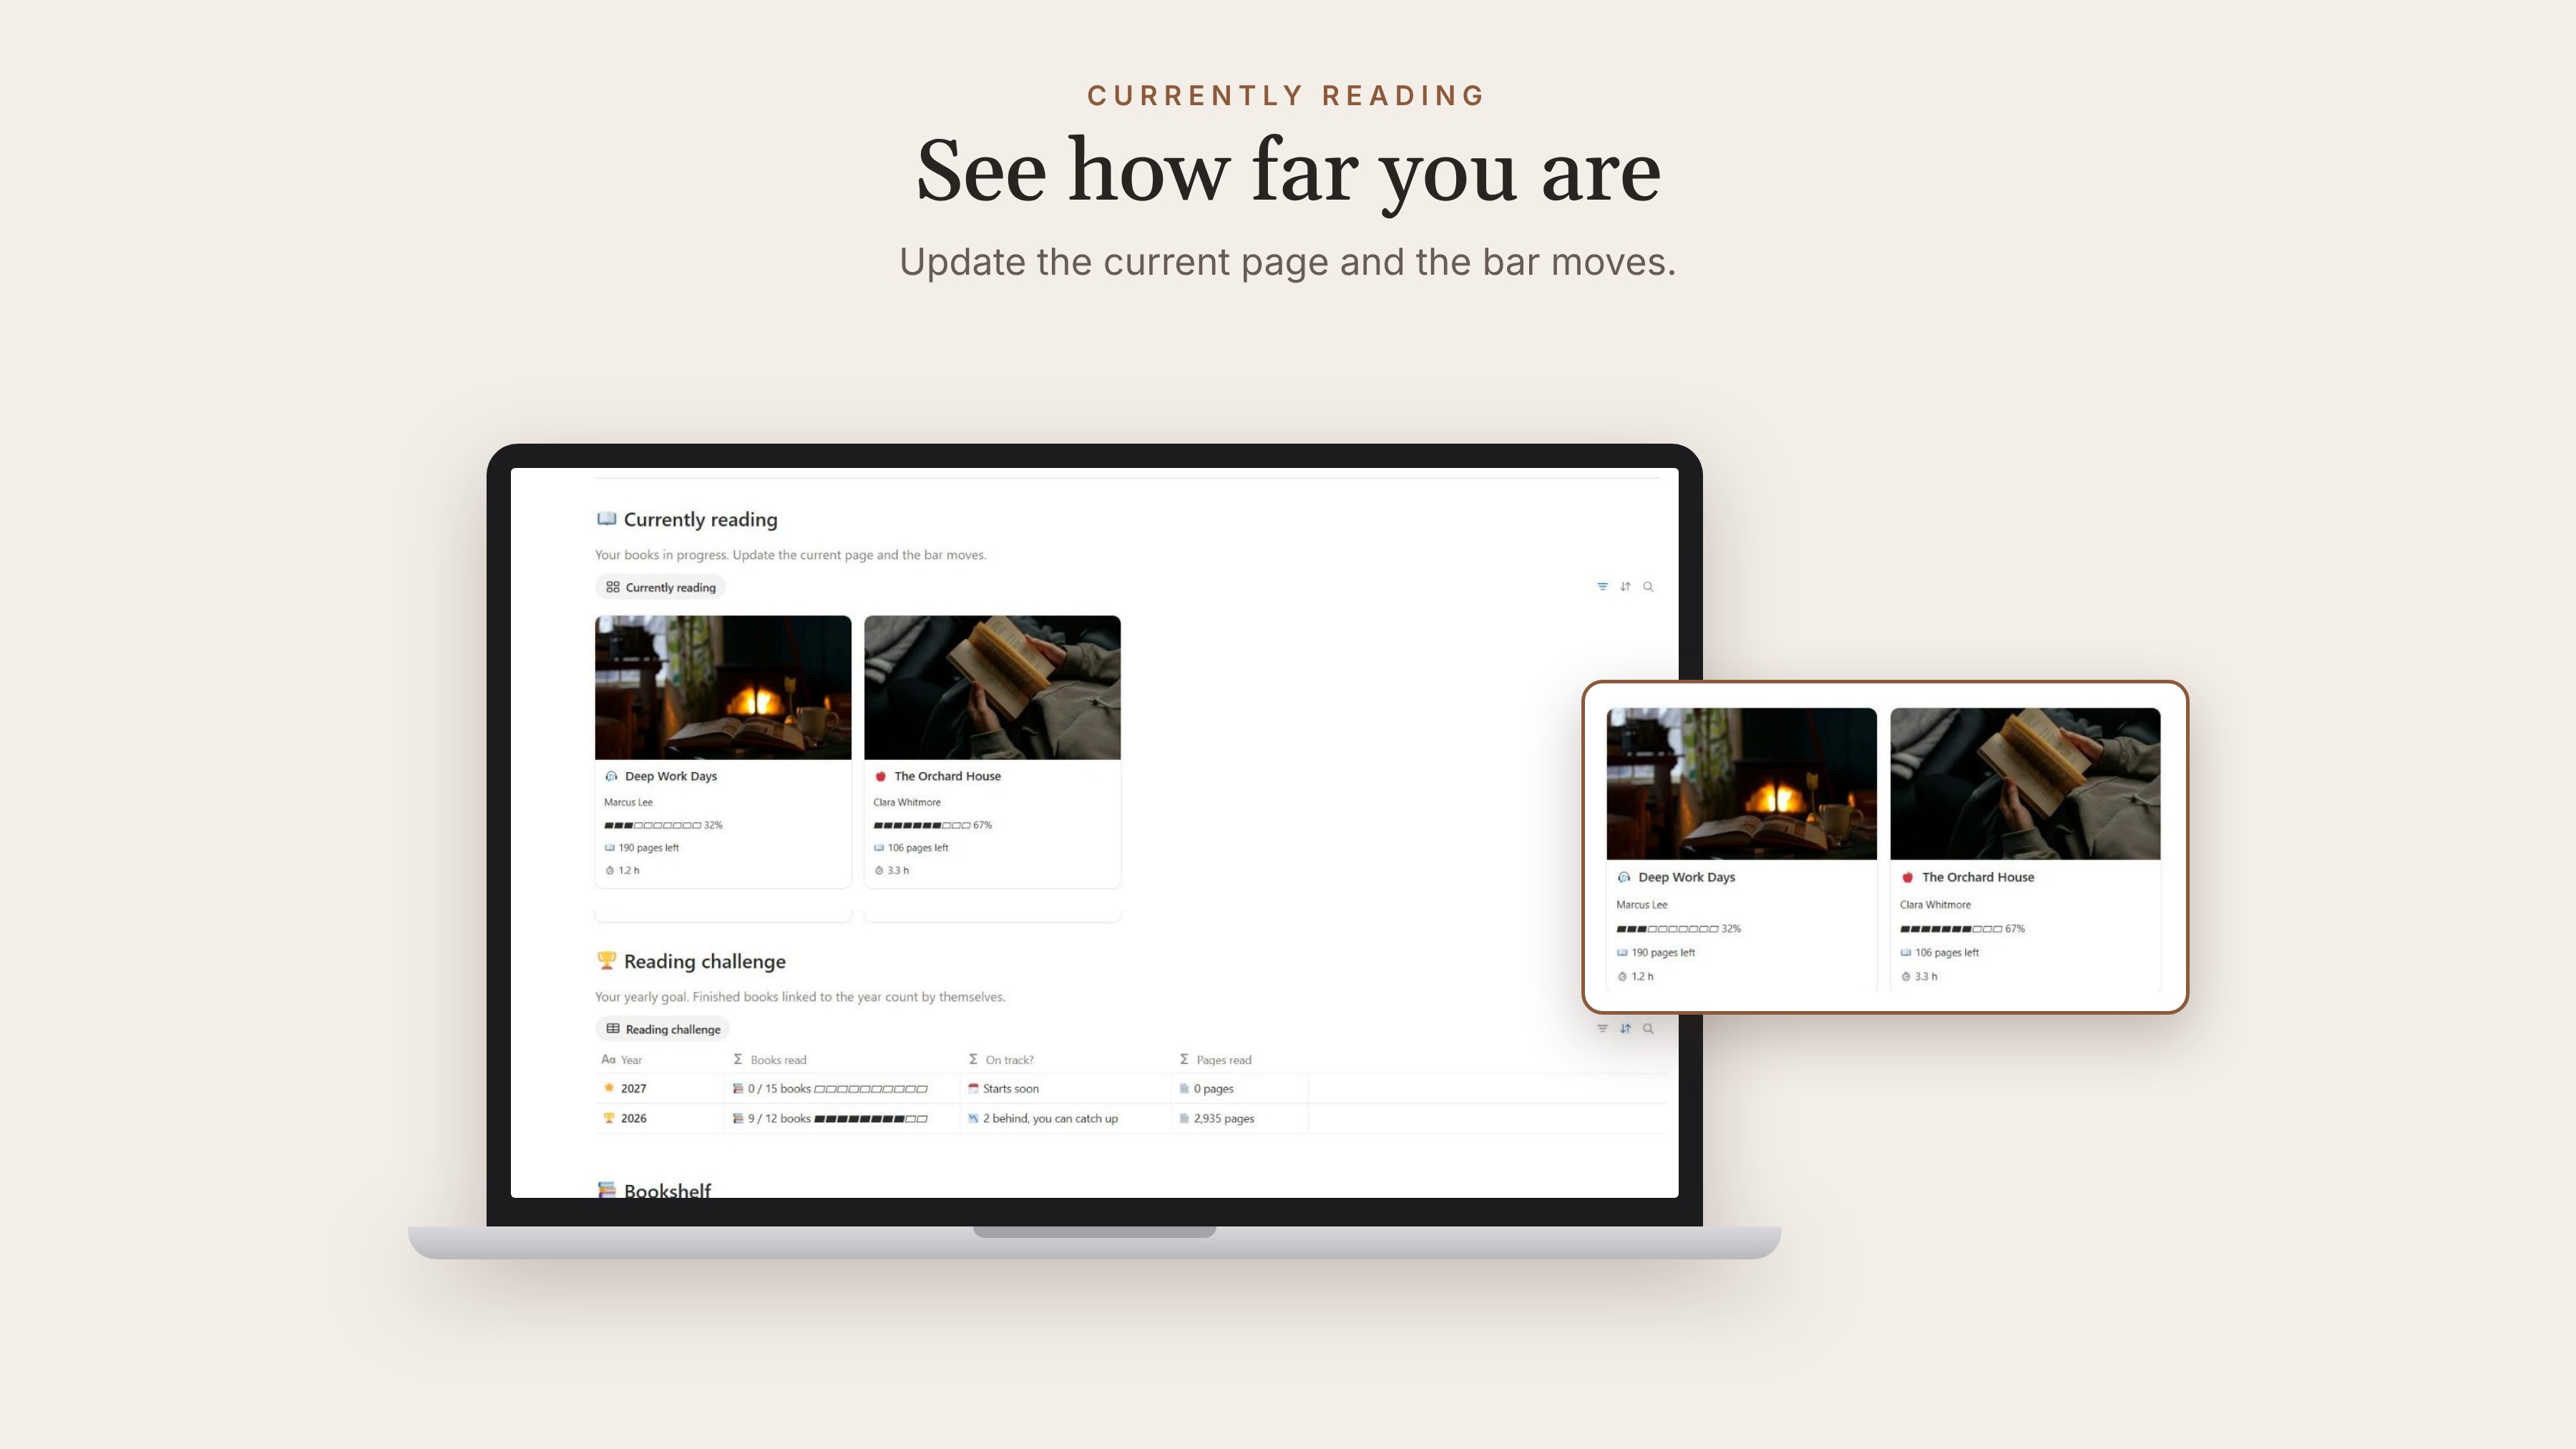 CURRENTLY READING
See how far you are
Update the current page and the bar moves.
Currently reading
Your books in progress. Update the current page and the bar moves.
Currently reading
Deep Work Days
Marcus Lee
32%
190 pages left
1.2 h
The Orchard House
Clara Whitmore
67%
106 pages left
3.3 h
Deep Work Days
Marcus Lee
32%
190 pages left
1.2 h
The Orchard House
Clara Whitmore
67%
106 pages left
3.3 h
Reading challenge
Your yearly goal. Finished books linked to the year count by themselves.
Reading challenge
Aa Year Σ Books read Σ On track? Σ Pages read
2027 0 / 15 books Starts soon 0 pages
2026 9 / 12 books 2 behind, you can catch up 2,935 pages
Bookshelf